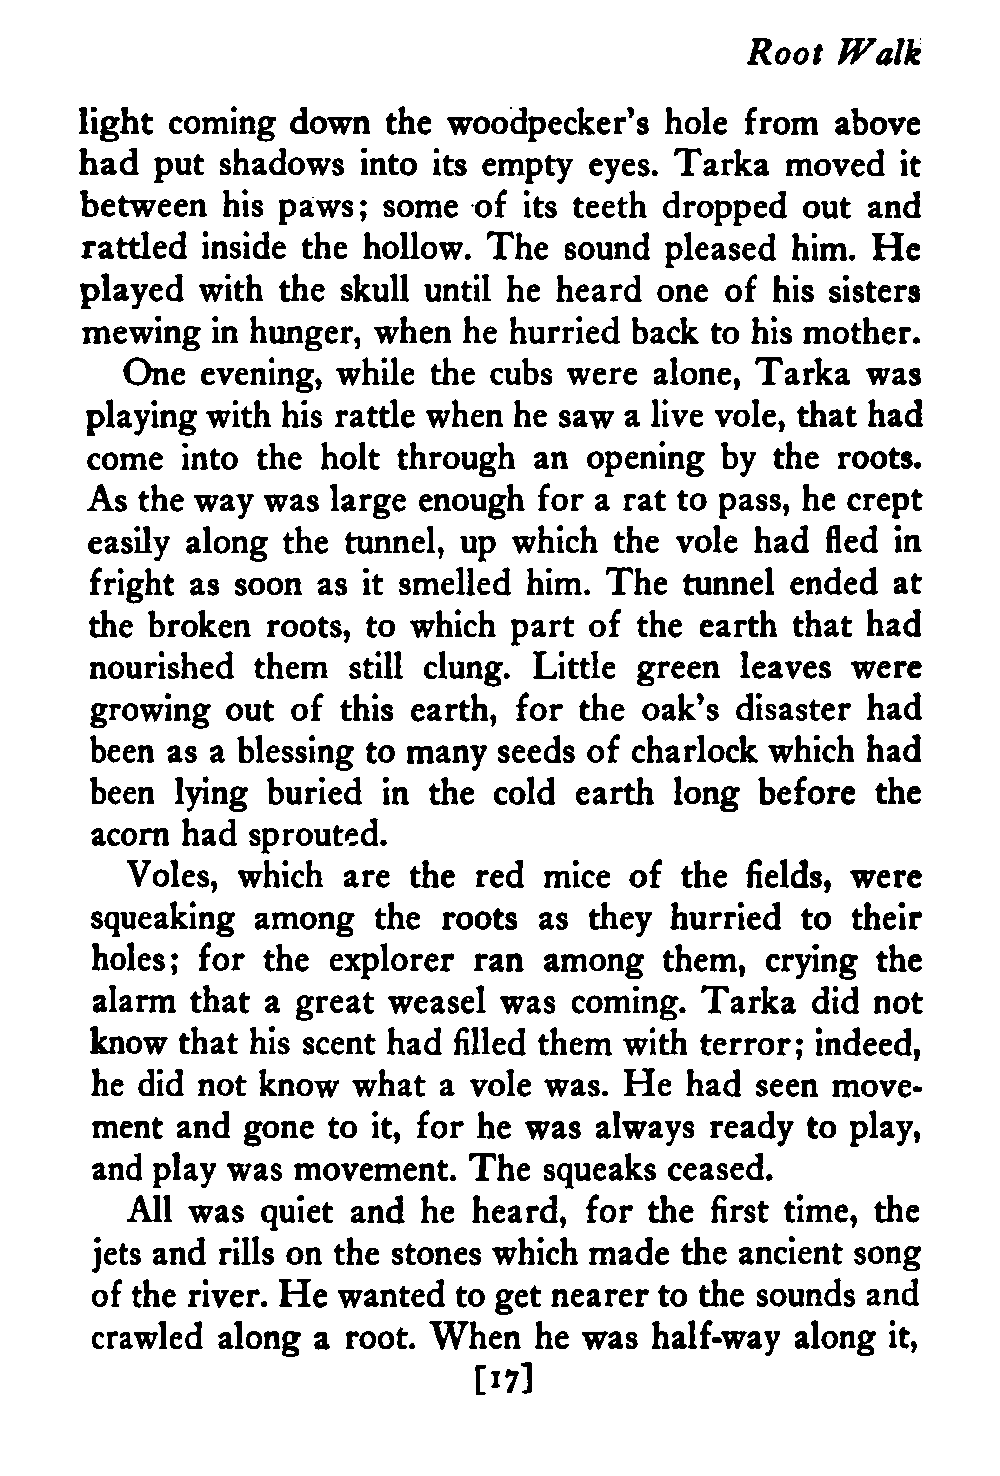 Root Walk
light coming down the woodpecker's hole from above
had put shadows into its empty eyes. Tarka moved it
between his paws; some of its teeth dropped out and
rattled inside the hollow. The sound pleased him. He
played with the skull until he heard one of his sisters
mewing in hunger, when he hurried back to his mother.
One evening, while the cubs were alone, Tarka was
playing with his rattle when he saw a live vole, that had
come into the holt through an opening by the roots.
As the way was large enough for a rat to pass, he crept
easily along the tunnel, up which the vole had fled in
fright as soon as it smelled him. The tunnel ended at
the broken roots, to which part of the earth that had
nourished them still clung. Little green leaves were
growing out of this earth, for the oak's disaster had
been as a blessing to many seeds of charlock which had
been lying buried in the cold earth long before the
acorn had sprouted.
Voles, which are the red mice of the fields, were
squeaking among the roots as they hurried to their
holes; for the explorer ran among them, crying the
alarm that a great weasel was coming. Tarka did not
know that his scent had filled them with terror; indeed,
he did not know what a vole was. He had seen move-
ment and gone to it, for he was always ready to play,
and play was movement. The squeaks ceased.
All was quiet and he heard, for the first time, the
jets and rills on the stones which made the ancient song
of the river. He wanted to get nearer to the sounds and
crawled along a root. When he was half-way along it,
[17]